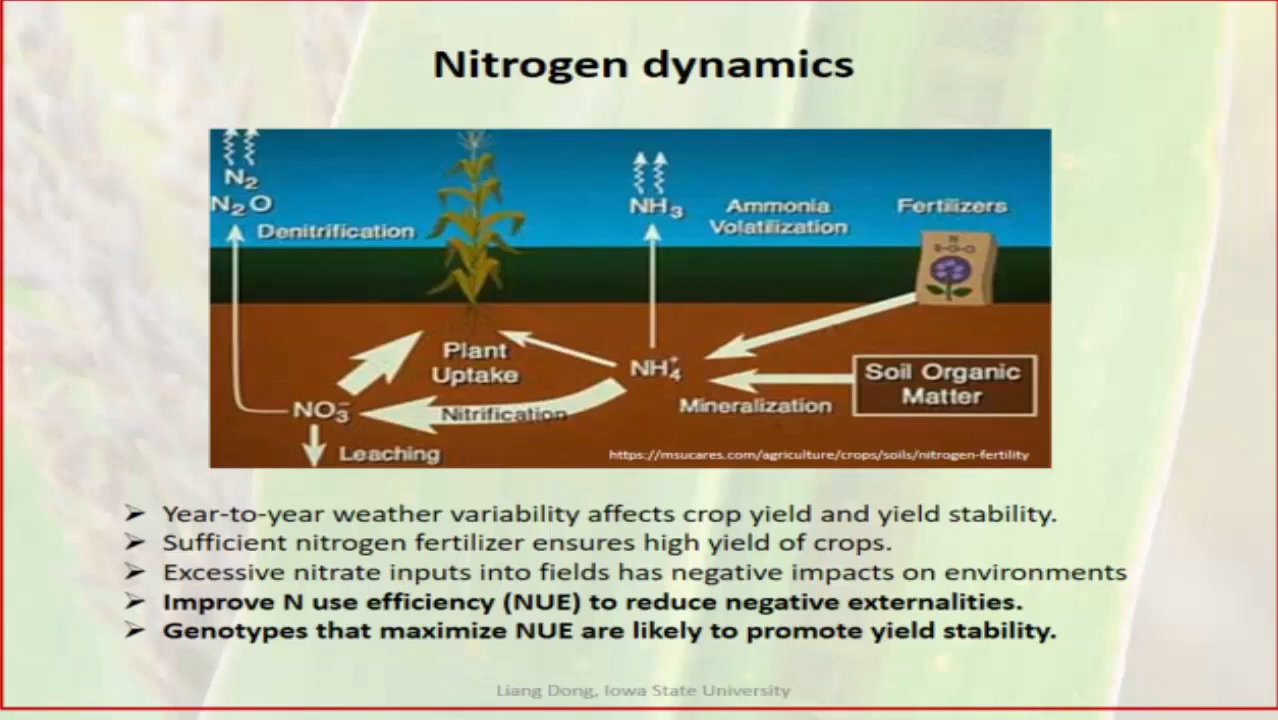 Nitrogen dynamics
N₂
N₂O
Denitrification
NH₃
Ammonia
Volatilization
Fertilizers
Plant
Uptake
NH₄⁺
Soil Organic
Matter
Mineralization
NO₃⁻
Nitrification
Leaching
https://msucares.com/agriculture/crops/soils/nitrogen-fertility
➢ Year-to-year weather variability affects crop yield and yield stability.
➢ Sufficient nitrogen fertilizer ensures high yield of crops.
➢ Excessive nitrate inputs into fields has negative impacts on environments
➢ Improve N use efficiency (NUE) to reduce negative externalities.
➢ Genotypes that maximize NUE are likely to promote yield stability.
Liang Dong, Iowa State University